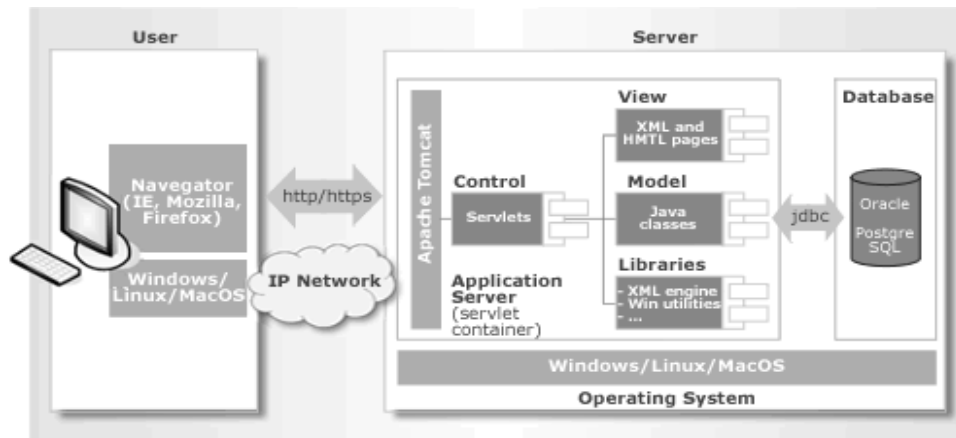 User
Server
Navegator
(IE, Mozilla,
Firefox)
Windows/
Linux/MacOS
http/https
IP Network
Apache Tomcat
Control
Servlets
Application
Server
(servlet
container)
View
XML and
HMTL pages
Model
Java
classes
Libraries
- XML engine
- Win utilities
- ...
jdbc
Database
Oracle
Postgre
SQL
Windows/Linux/MacOS
Operating System